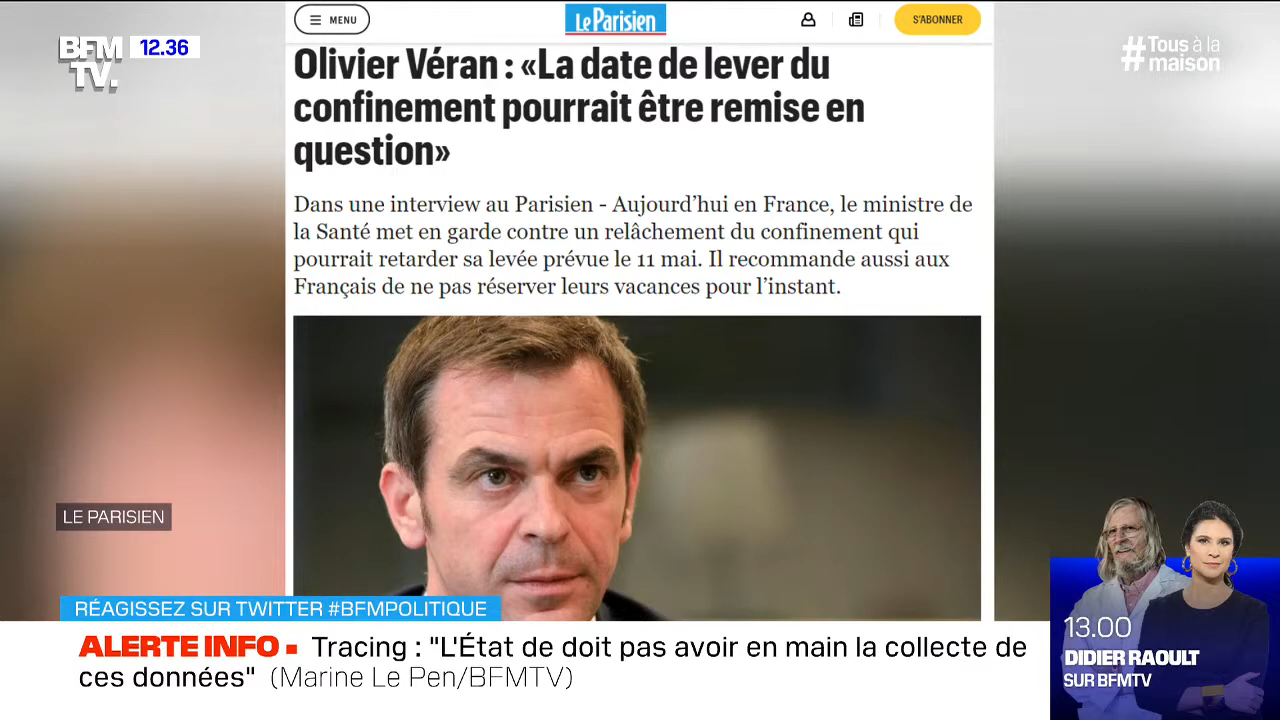 MENU
Le Parisien
S'ABONNER
BFM
TV.
12.36
#Tous à la
maison
Olivier Véran : «La date de lever du
confinement pourrait être remise en
question»
Dans une interview au Parisien - Aujourd'hui en France, le ministre de
la Santé met en garde contre un relâchement du confinement qui
pourrait retarder sa levée prévue le 11 mai. Il recommande aussi aux
Français de ne pas réserver leurs vacances pour l'instant.
LE PARISIEN
RÉAGISSEZ SUR TWITTER #BFMPOLITIQUE
ALERTE INFO Tracing : "L'État de doit pas avoir en main la collecte de
ces données" (Marine Le Pen/BFMTV)
13.00
DIDIER RAOULT
SUR BFMTV